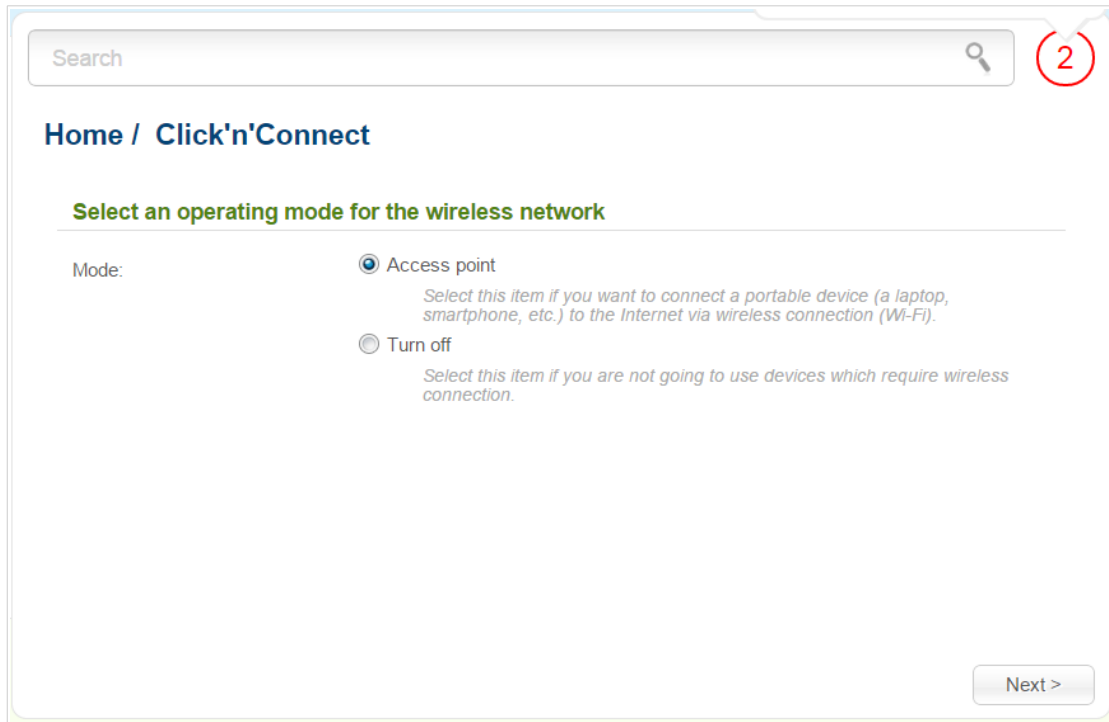 Search
2
Home / Click'n'Connect
Select an operating mode for the wireless network
Mode:
Access point
Select this item if you want to connect a portable device (a laptop,
smartphone, etc.) to the Internet via wireless connection (Wi-Fi).
Turn off
Select this item if you are not going to use devices which require wireless
connection.
Next >